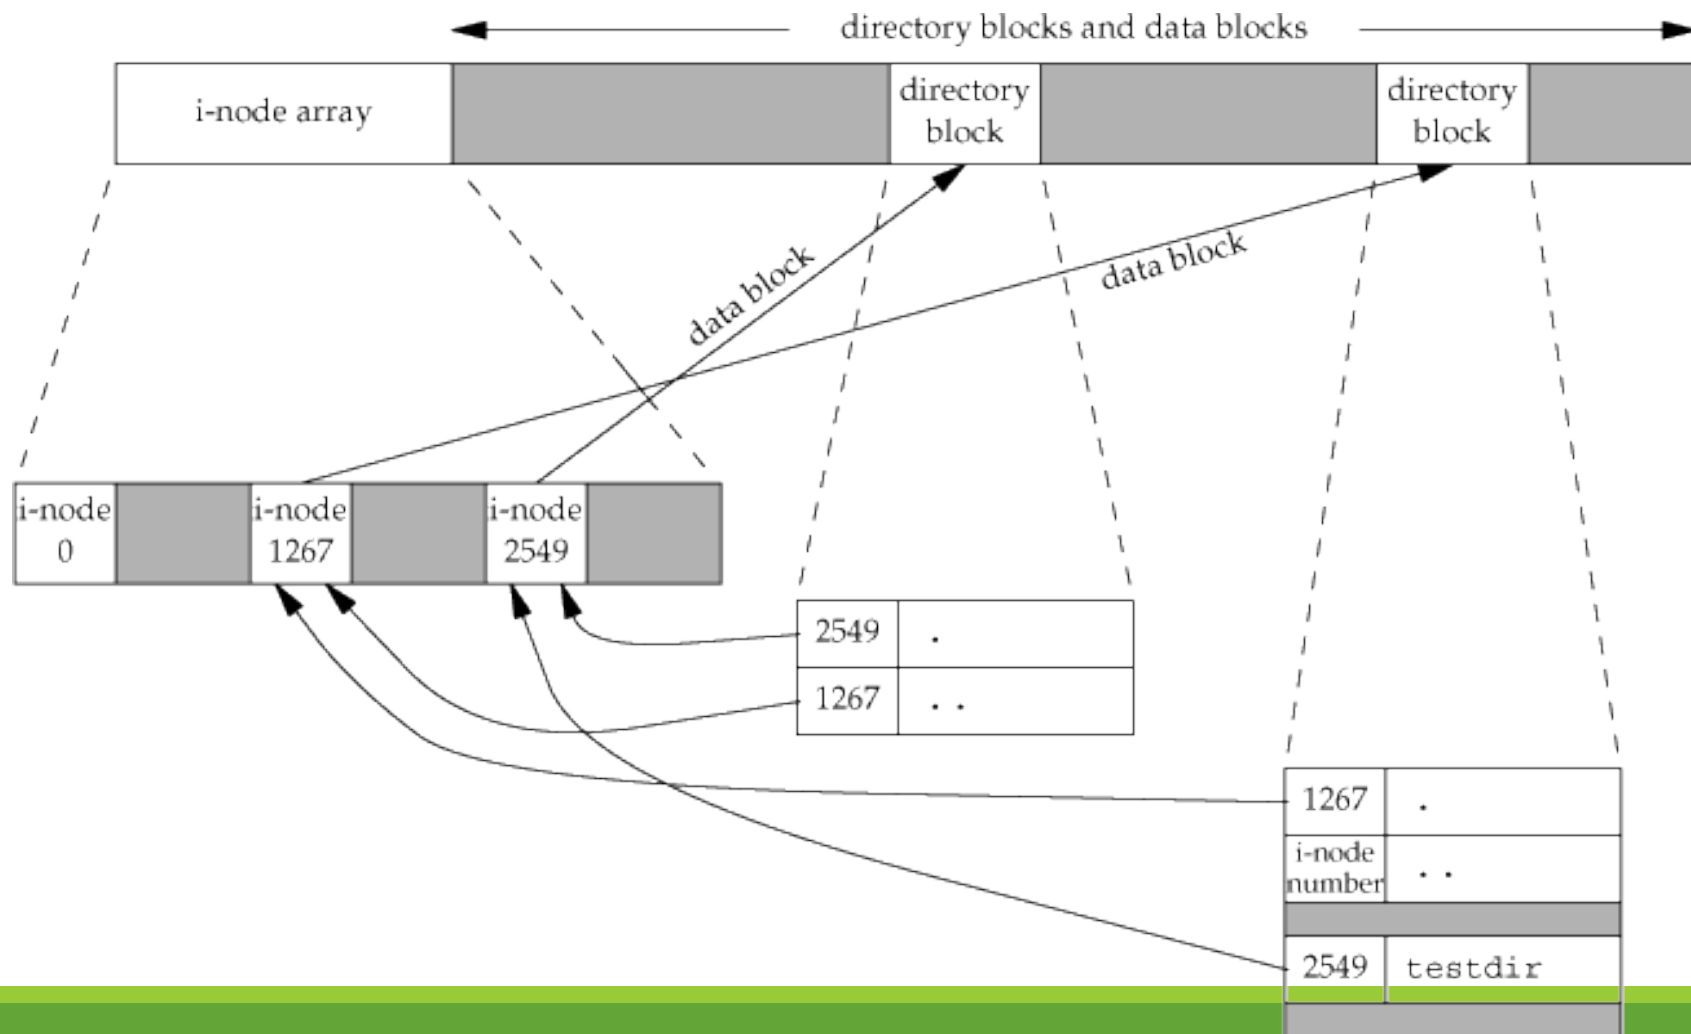 directory blocks and data blocks
i-node array
directory
block
directory
block
data block
data block
i-node
0
i-node
1267
i-node
2549
2549 .
1267 . .
1267 .
i-node
number . .
2549 testdir